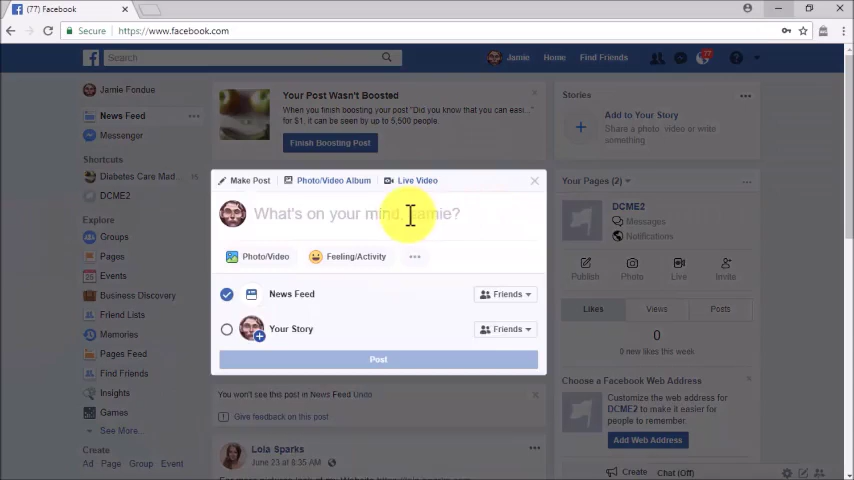 (77) Facebook
Secure https://www.facebook.com
Search
Jamie Home Find Friends 77
Jamie Fondue
News Feed
Messenger
Shortcuts
Diabetes Care Mad... 15
DCME2
Explore
Groups
Pages
Events
Business Discovery
Friend Lists
Memories
Pages Feed
Find Friends
Insights
Games
See More...
Create
Ad Page Group Event
Your Post Wasn't Boosted
When you finish boosting your post "Did you know that you can easi..."
for $1, it can be seen by up to 5,500 people.
Finish Boosting Post
Make Post Photo/Video Album Live Video
What's on your mind, Jamie?
Photo/Video Feeling/Activity
News Feed Friends
Your Story Friends
Post
You won't see this post in News Feed Undo
Give feedback on this post
Lola Sparks
June 23 at 8:35 AM
Stories
Add to Your Story
Share a photo, video or write
something
Your Pages (2)
DCME2
Messages
Notifications
Publish Photo Live Invite
Likes Views Posts
0
0 new likes this week
Choose a Facebook Web Address
Customize the web address for
DCME2 to make it easier for
people to remember.
Add Web Address
Create Chat (Off)